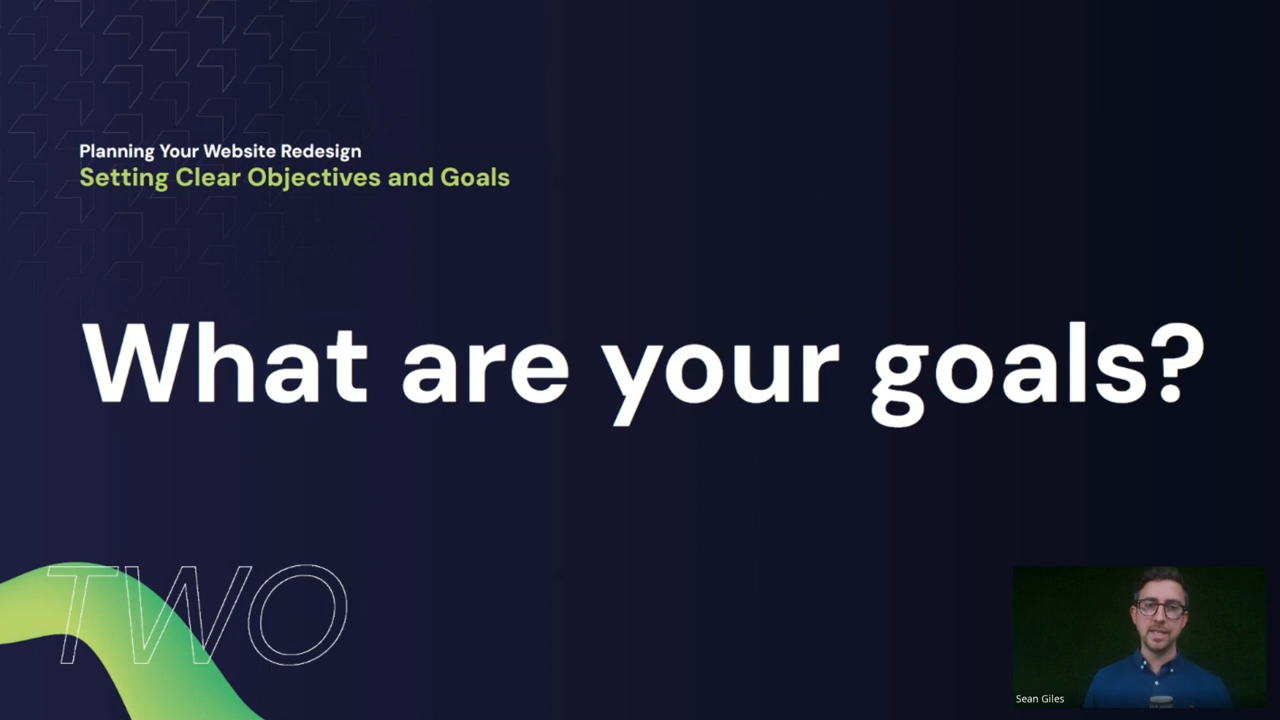 Planning Your Website Redesign
Setting Clear Objectives and Goals
What are your goals?
TWO
Sean Giles